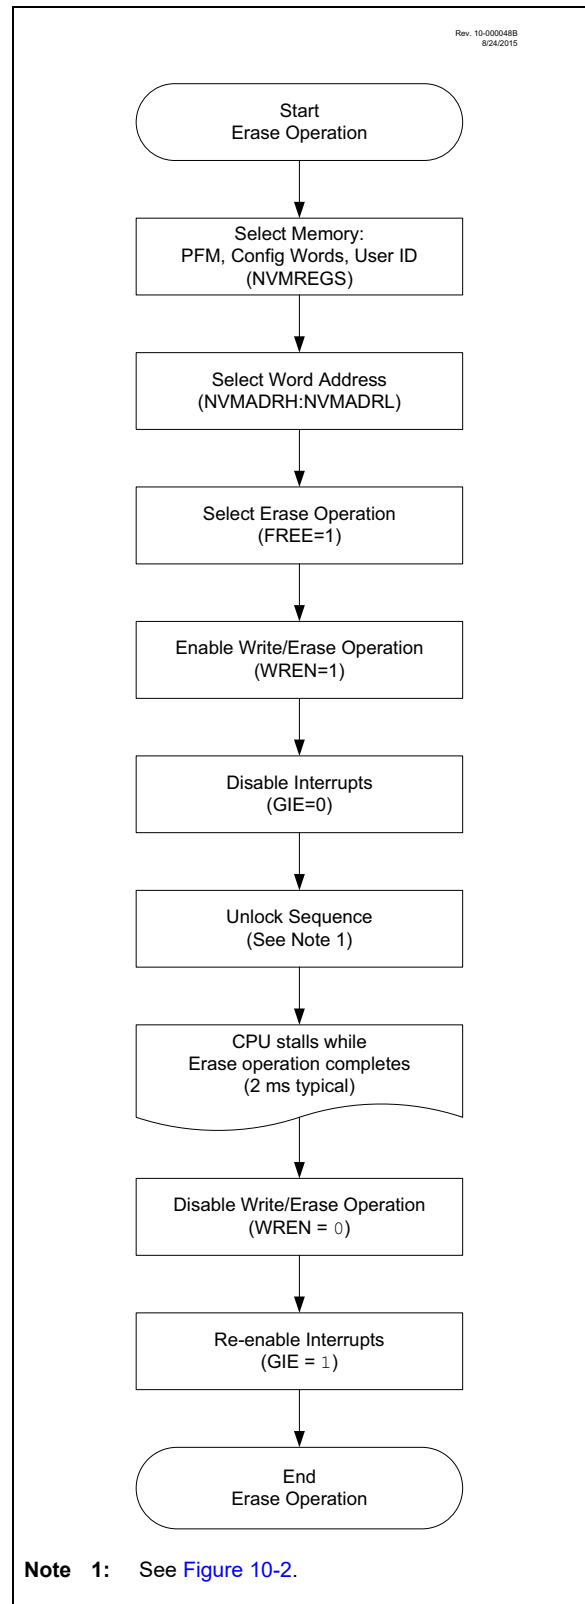 Rev. 10-000048B
8/24/2015
Start
Erase Operation
Select Memory:
PFM, Config Words, User ID
(NVMREGS)
Select Word Address
(NVMADRH:NVMADRL)
Select Erase Operation
(FREE=1)
Enable Write/Erase Operation
(WREN=1)
Disable Interrupts
(GIE=0)
Unlock Sequence
(See Note 1)
CPU stalls while
Erase operation completes
(2 ms typical)
Disable Write/Erase Operation
(WREN = 0)
Re-enable Interrupts
(GIE = 1)
End
Erase Operation
Note 1: See Figure 10-2.